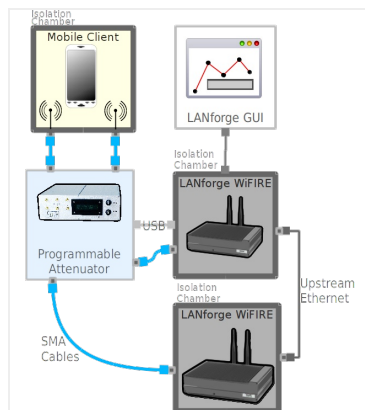 Isolation
Chamber
Mobile Client
LANforge GUI
Isolation
Chamber
LANforge WiFIRE
USB
Programmable
Attenuator
Isolation
Chamber
Upstream
Ethernet
LANforge WiFIRE
SMA
Cables